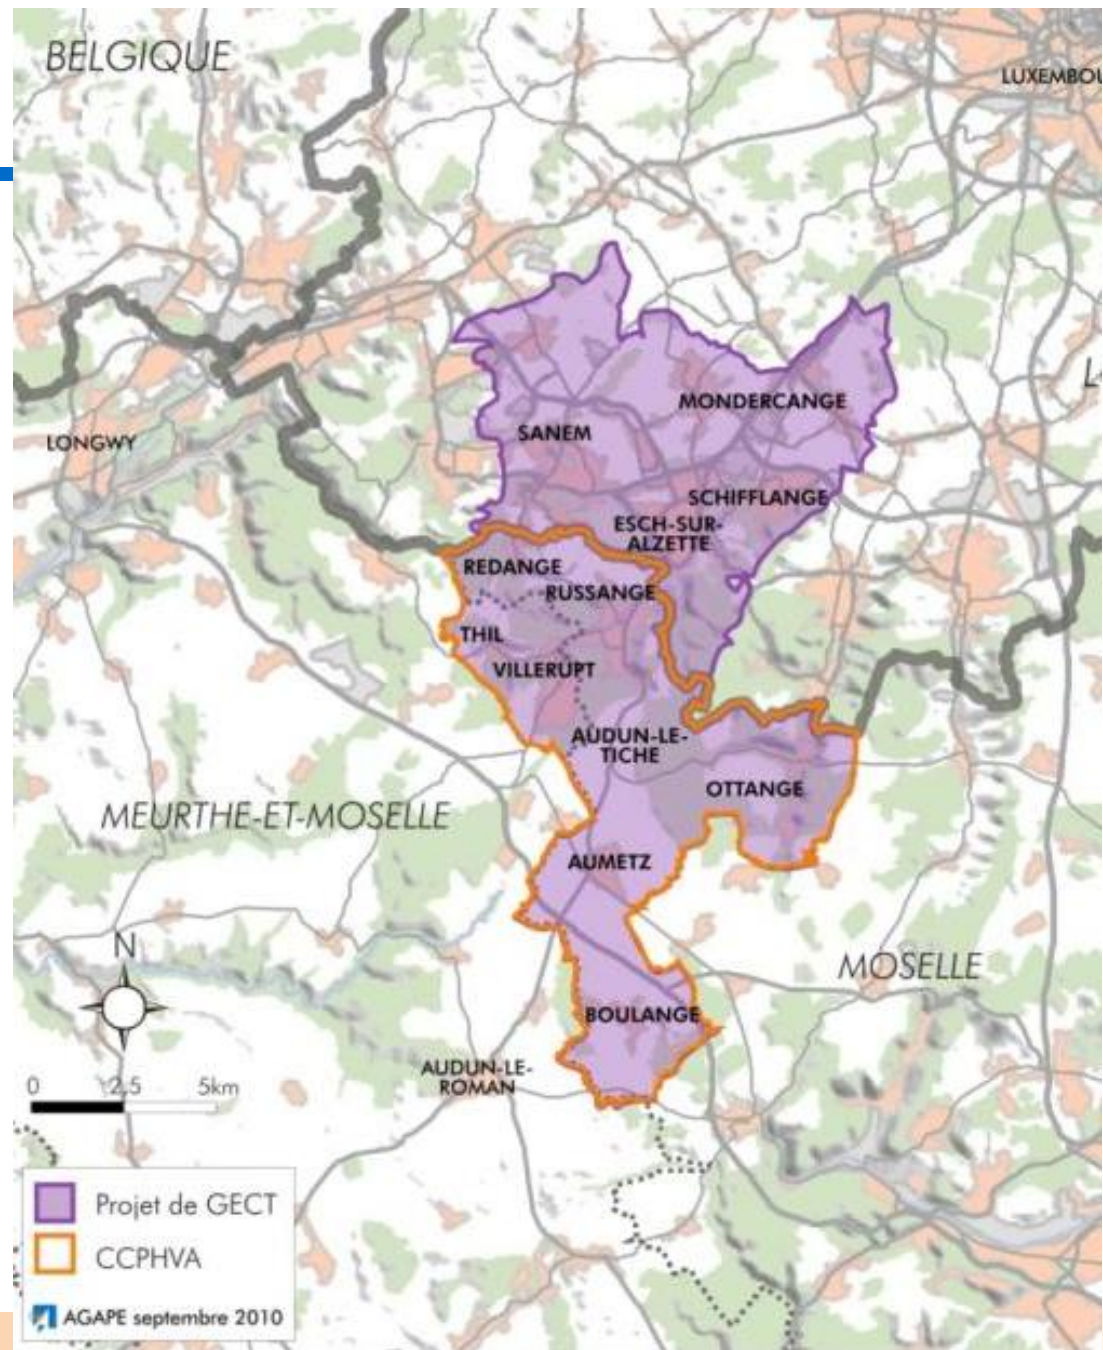 BELGIQUE
LUXEMBOU
L
MONDERCANGE
SANEM
LONGWY
SCHIFFLANGE
ESCH-SUR-
ALZETTE
REDANGE
RUSSANGE
THIL
VILLERUPT
AUDUN-LE-
TICHE
OTTANGE
MEURTHE-ET-MOSELLE
AUMETZ
N
MOSELLE
BOULANGE
AUDUN-LE-
ROMAN
0 2,5 5km
Projet de GECT
CCPHVA
AGAPE septembre 2010